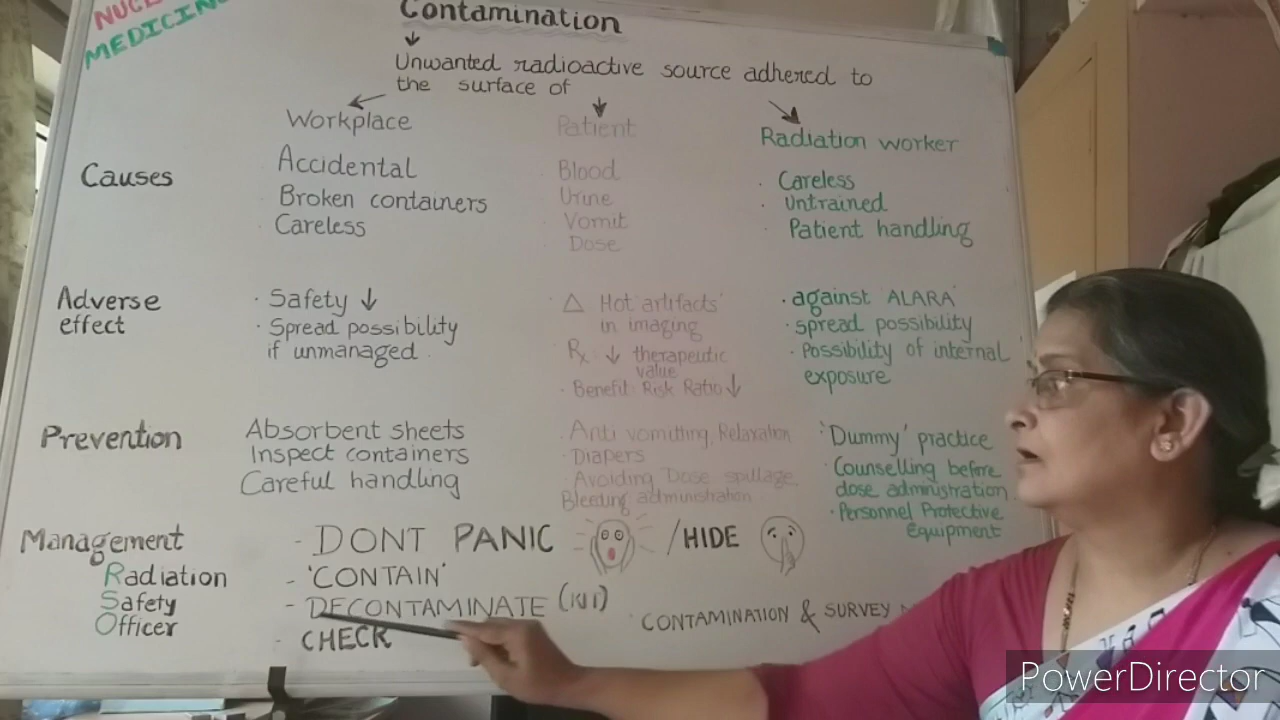 NUCL
MEDICIN
Contamination
Unwanted radioactive source adhered to
the surface of
Workplace
Patient
Radiation worker
Causes
Accidental
Broken containers
Careless
Blood
Urine
Vomit
Dose
· Careless
· Untrained
· Patient handling
Adverse
effect
· Safety ↓
· Spread possibility
if unmanaged
· △ Hot artifacts
in imaging
Rx ↓ therapeutic
value
· Benefit: Risk Ratio ↓
· against 'ALARA'
· spread possibility
· Possibility of internal
exposure
Prevention
Absorbent sheets
Inspect containers
Careful handling
· Anti vomitting, Relaxation
· Diapers
· Avoiding Dose spillage
Bleeding administration
· 'Dummy' practice
· Counselling before
dose admnistration
· Personnel Protective
Equipment
Management
Radiation
Safety
Officer
- DONT PANIC /HIDE
- 'CONTAIN'
- DECONTAMINATE
- CHECK
· CONTAMINATION & SURVEY
PowerDirector